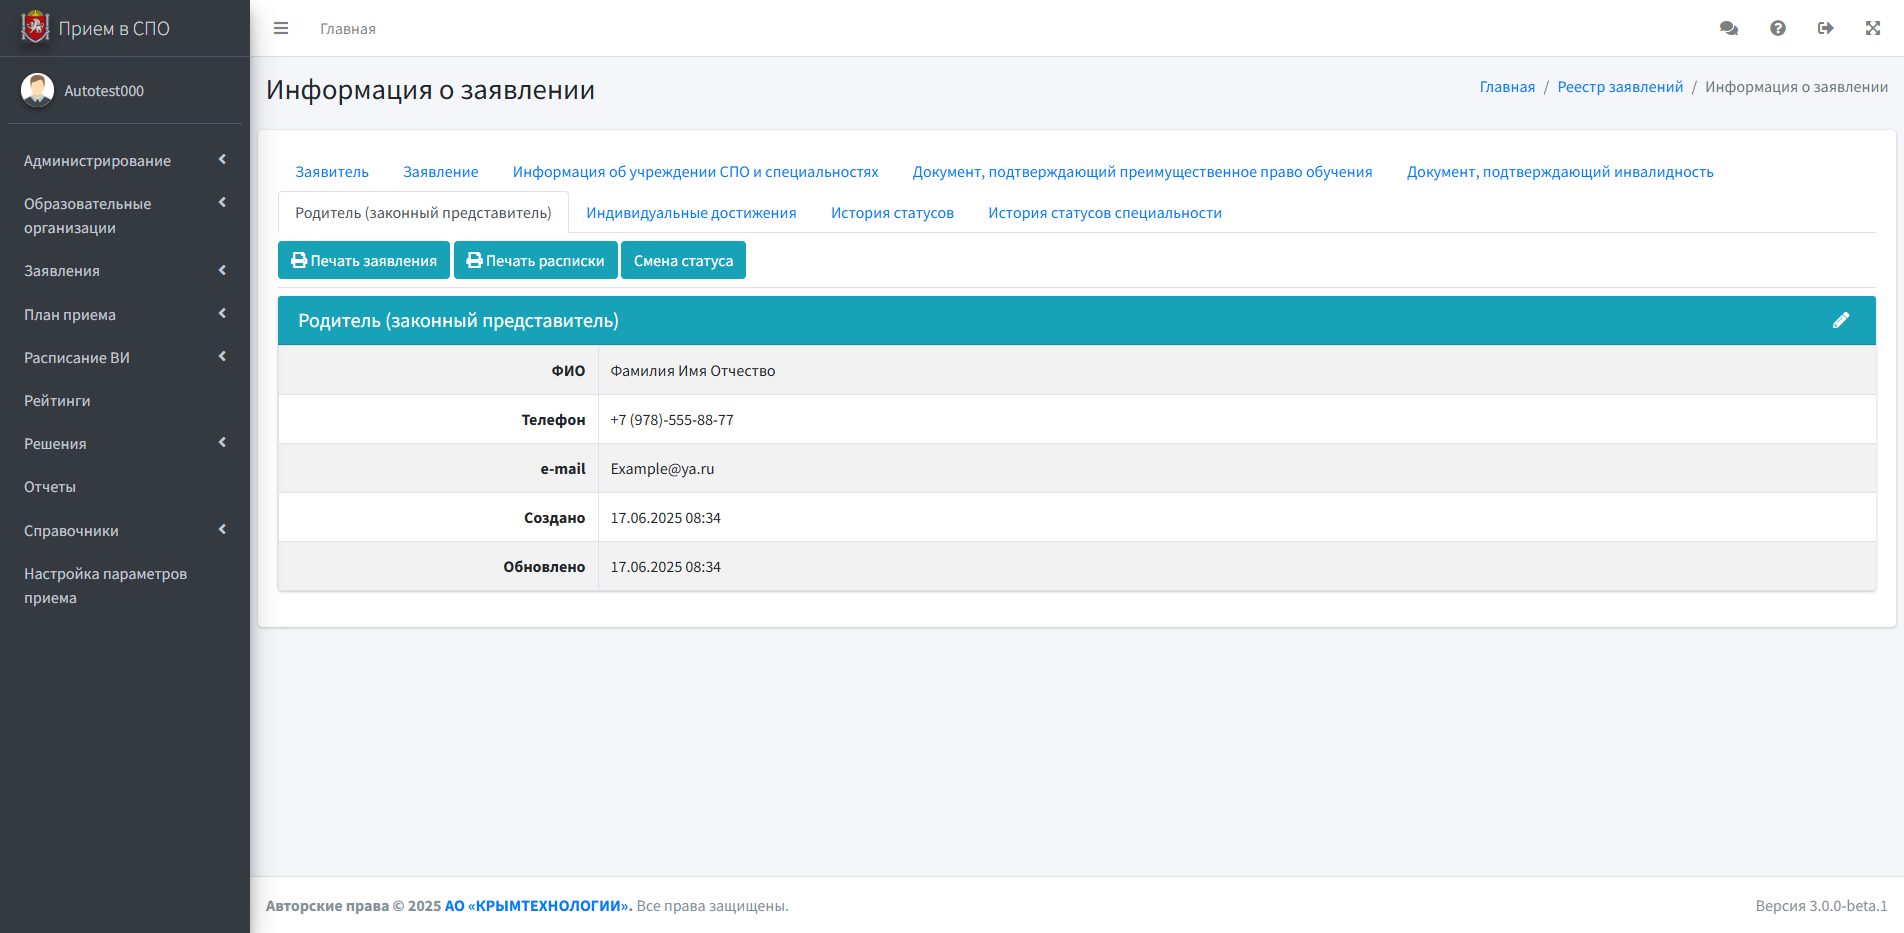 Прием в СПО
Главная
Autotest000
Администрирование
Образовательные
организации
Заявления
План приема
Расписание ВИ
Рейтинги
Решения
Отчеты
Справочники
Настройка параметров
приема
Информация о заявлении
Главная / Реестр заявлений / Информация о заявлении
Заявитель Заявление Информация об учреждении СПО и специальностях Документ, подтверждающий преимущественное право обучения Документ, подтверждающий инвалидность
Родитель (законный представитель) Индивидуальные достижения История статусов История статусов специальности
Печать заявления Печать расписки Смена статуса
Родитель (законный представитель)
ФИО Фамилия Имя Отчество
Телефон +7 (978)-555-88-77
e-mail Example@ya.ru
Создано 17.06.2025 08:34
Обновлено 17.06.2025 08:34
Авторские права © 2025 АО «КРЫМТЕХНОЛОГИИ». Все права защищены.
Версия 3.0.0-beta.1